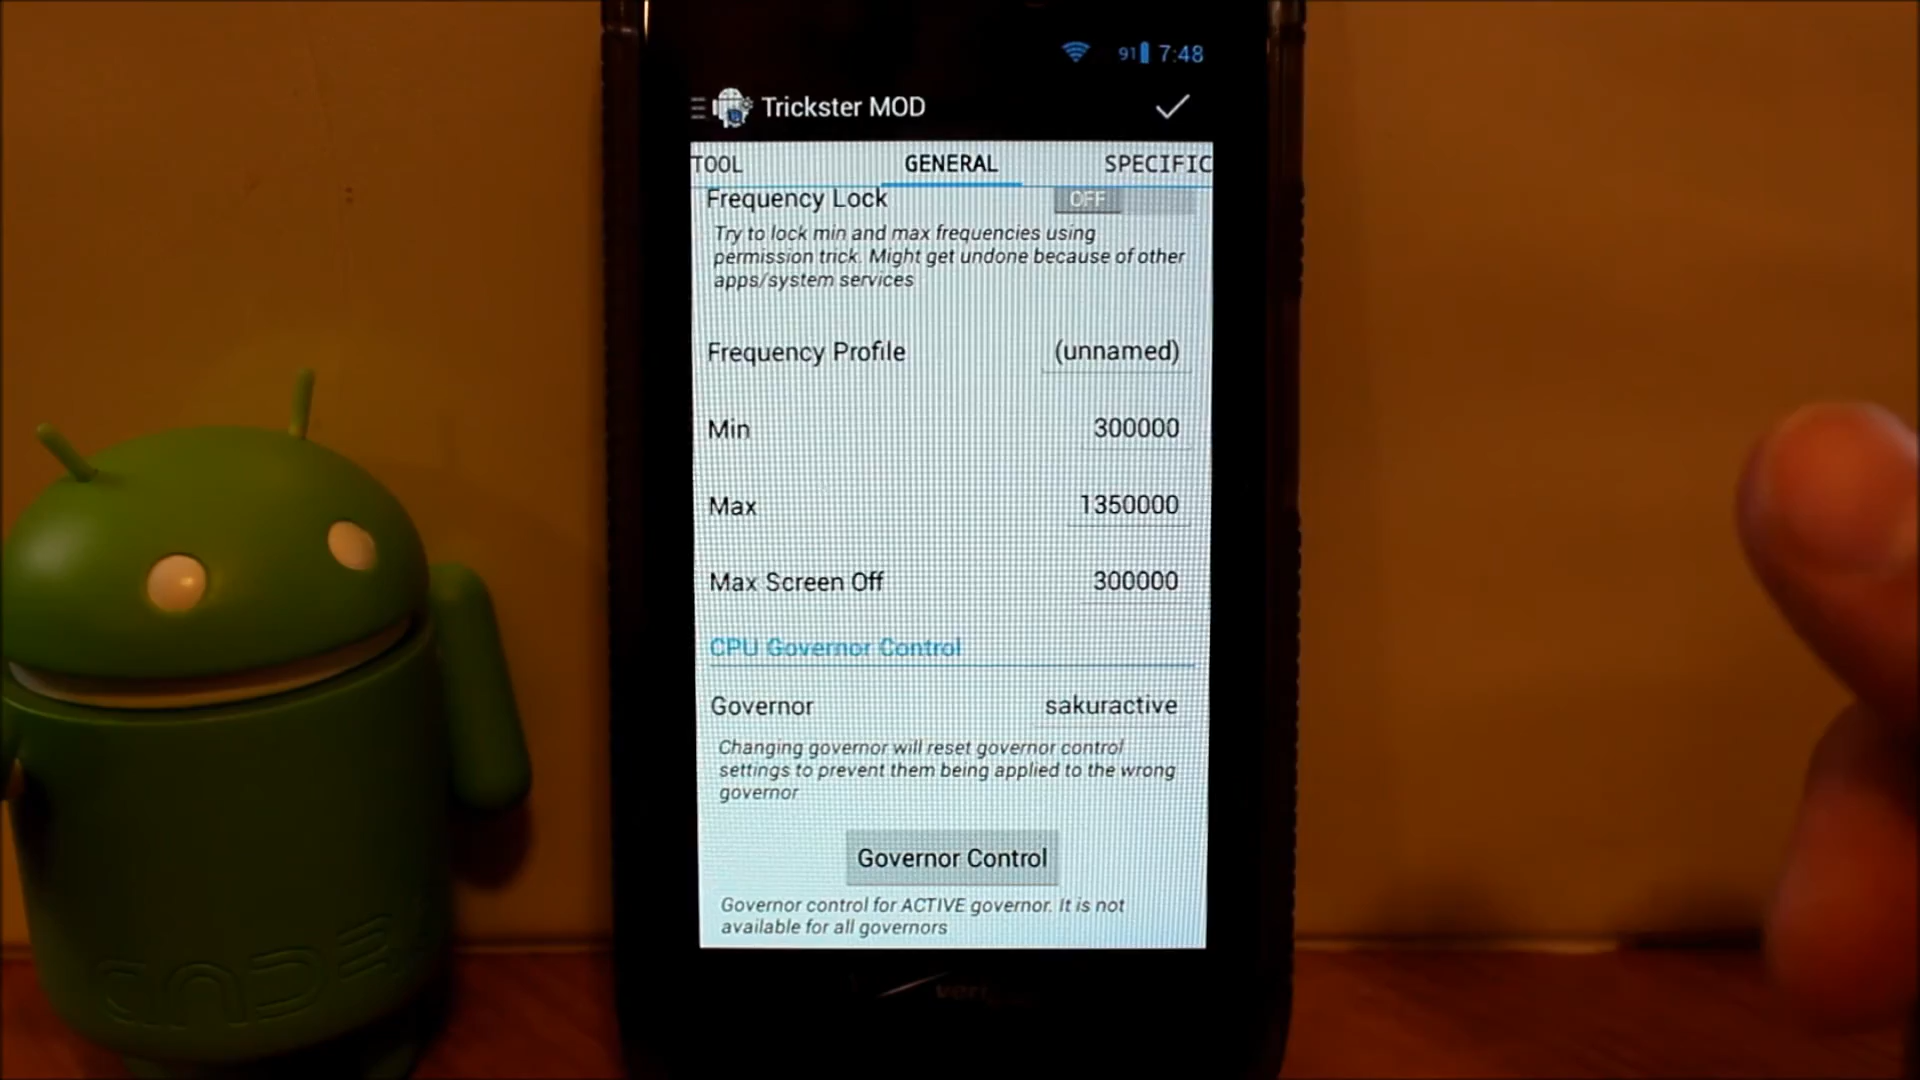 91 7:48
Trickster MOD
TOOL GENERAL SPECIFIC
Frequency Lock OFF
Try to lock min and max frequencies using
permission trick. Might get undone because of other
apps/system services
Frequency Profile (unnamed)
Min 300000
Max 1350000
Max Screen Off 300000
CPU Governor Control
Governor sakuractive
Changing governor will reset governor control
settings to prevent them being applied to the wrong
governor
Governor Control
Governor control for ACTIVE governor. It is not
available for all governors